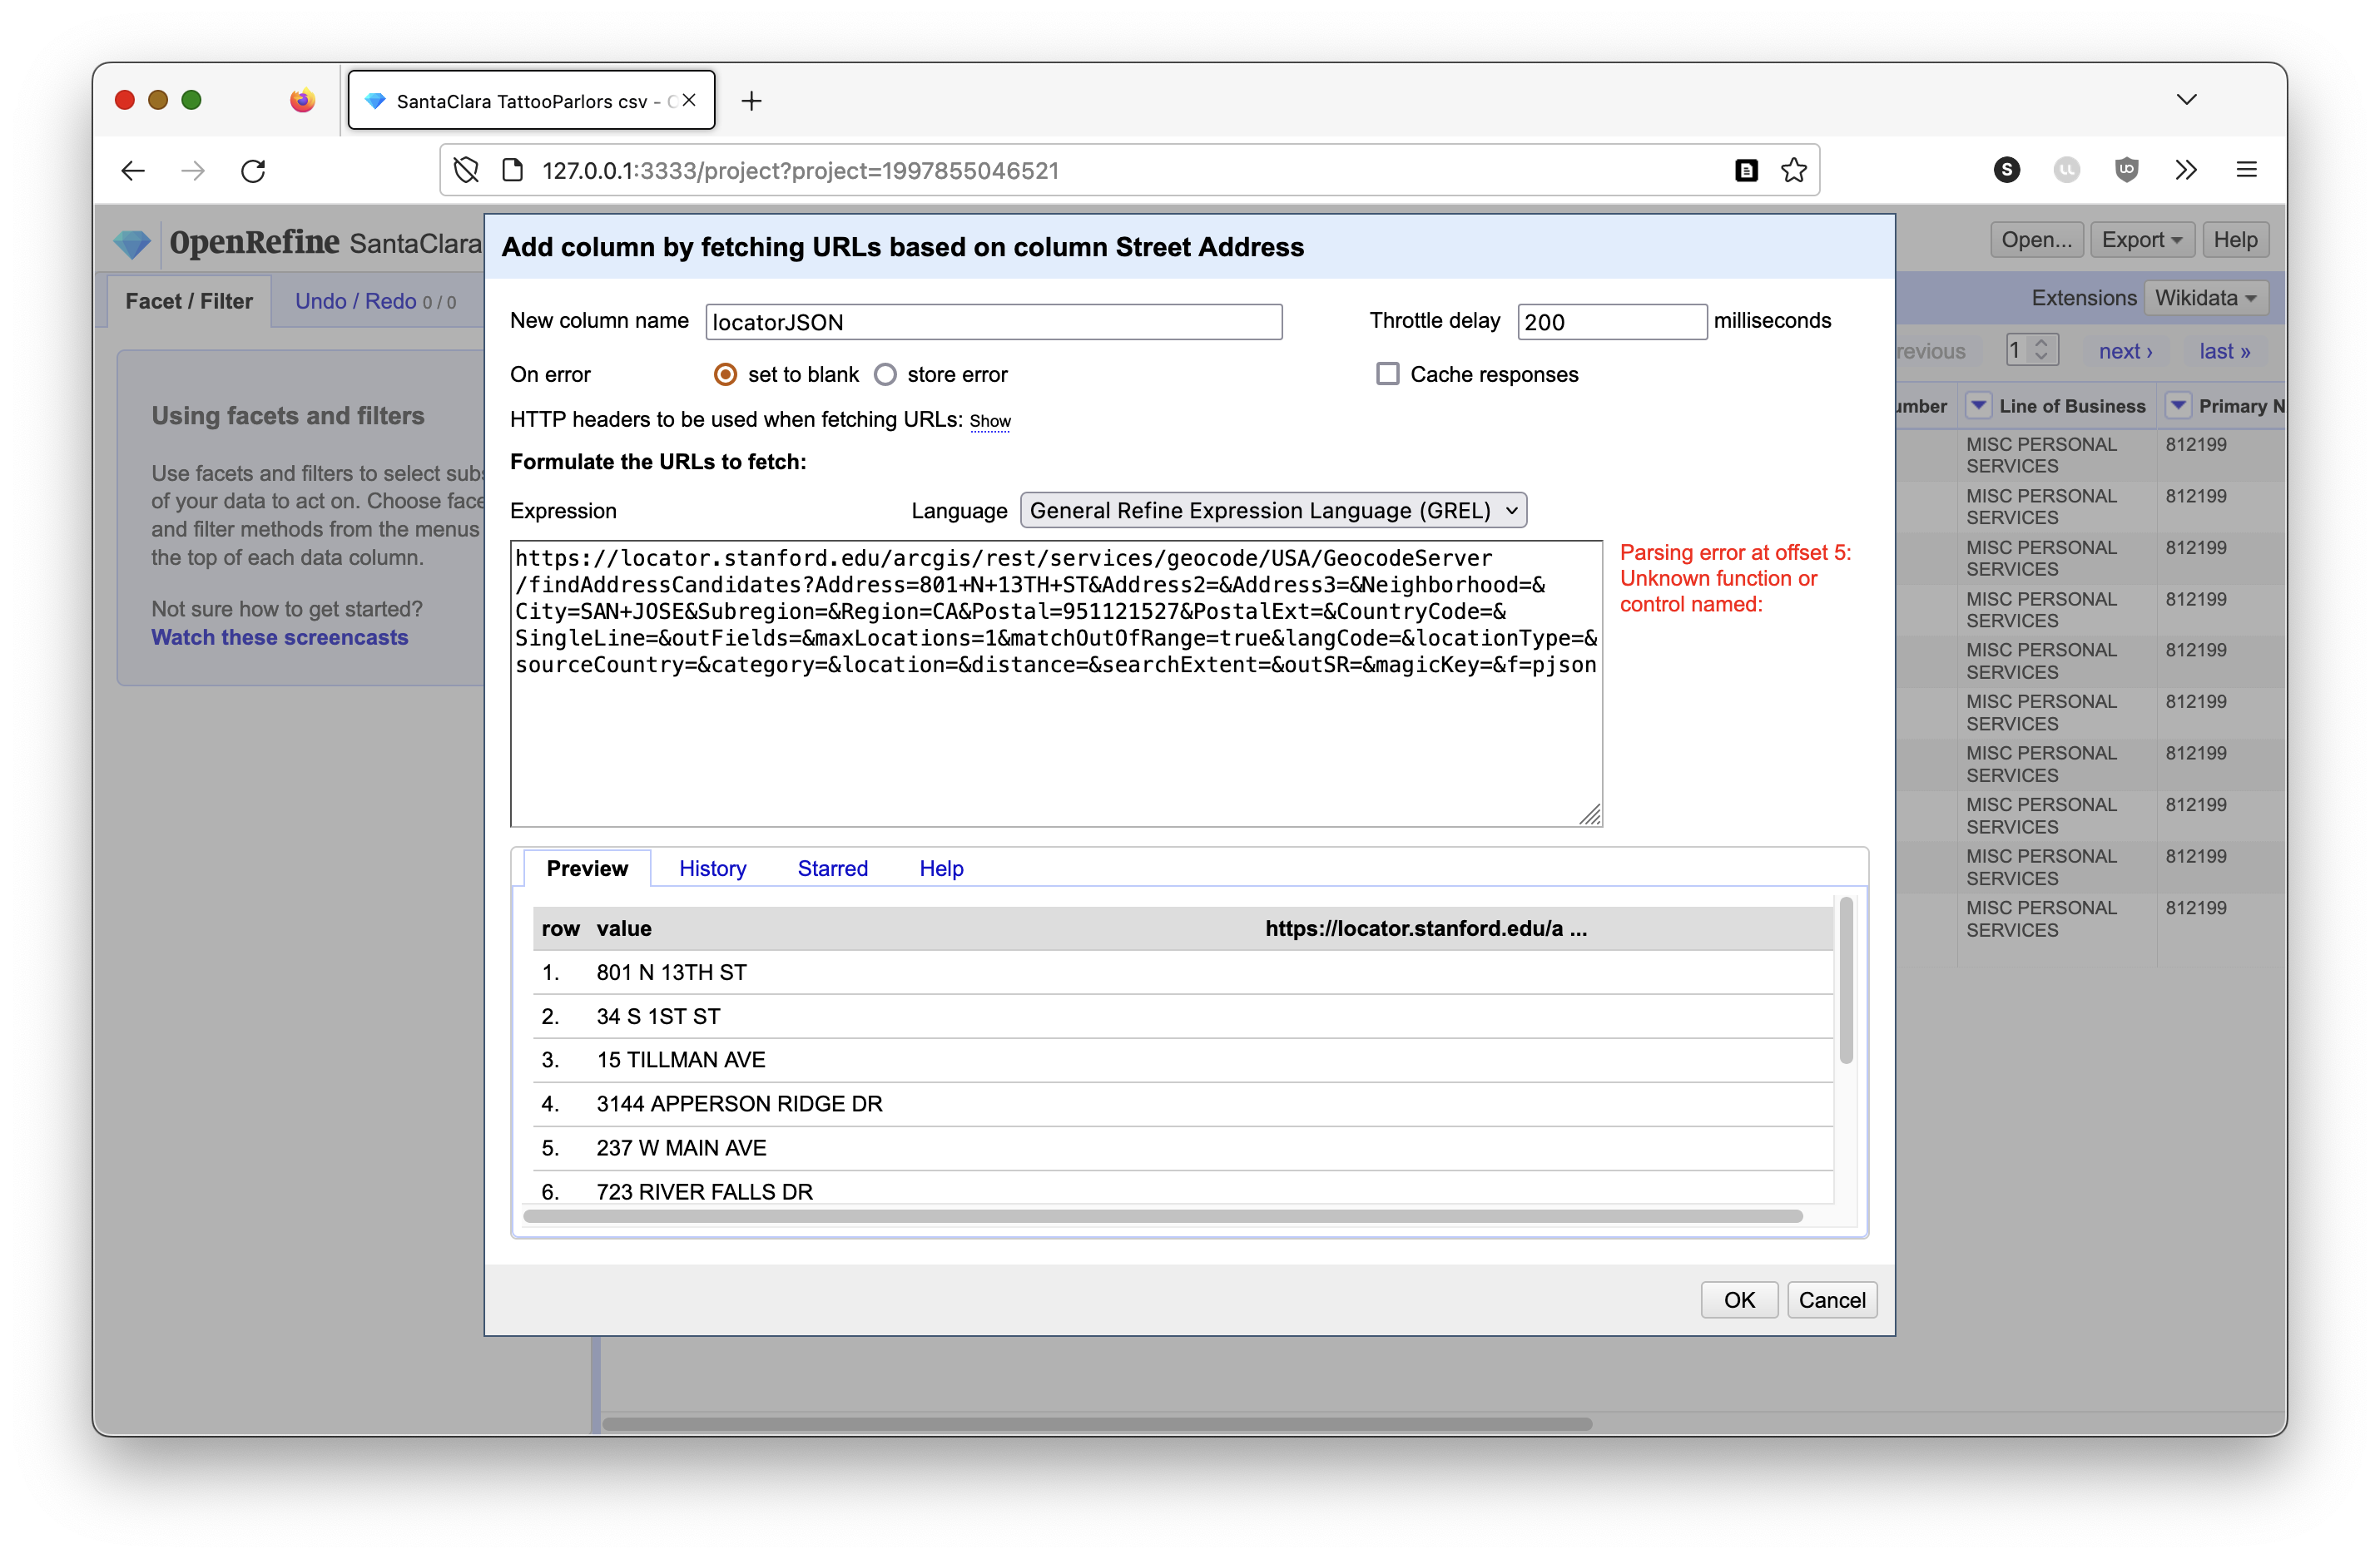 SantaClara TattooParlors csv -
127.0.0.1:3333/project?project=1997855046521
OpenRefine SantaClara
Open... Export Help
Facet / Filter Undo / Redo 0 / 0
Extensions Wikidata
1 next › last »
Using facets and filters
Use facets and filters to select
of your data to act on. Choose
and filter methods from the menus
the top of each data column.
Not sure how to get started?
Watch these screencasts
Line of Business Primary
MISC PERSONAL SERVICES 812199
MISC PERSONAL SERVICES 812199
MISC PERSONAL SERVICES 812199
MISC PERSONAL SERVICES 812199
MISC PERSONAL SERVICES 812199
MISC PERSONAL SERVICES 812199
MISC PERSONAL SERVICES 812199
MISC PERSONAL SERVICES 812199
MISC PERSONAL SERVICES 812199
MISC PERSONAL SERVICES 812199
Add column by fetching URLs based on column Street Address
New column name locatorJSON Throttle delay 200 milliseconds
On error set to blank store error Cache responses
HTTP headers to be used when fetching URLs: Show
Formulate the URLs to fetch:
Expression Language General Refine Expression Language (GREL)
https://locator.stanford.edu/arcgis/rest/services/geocode/USA/GeocodeServer
/findAddressCandidates?Address=801+N+13TH+ST&Address2=&Address3=&Neighborhood=&
City=SAN+JOSE&Subregion=&Region=CA&Postal=951121527&PostalExt=&CountryCode=&
SingleLine=&outFields=&maxLocations=1&matchOutOfRange=true&langCode=&locationType=&
sourceCountry=&category=&location=&distance=&searchExtent=&outSR=&magicKey=&f=pjson
Parsing error at offset 5:
Unknown function or
control named:
Preview History Starred Help
row value https://locator.stanford.edu/a ...
1. 801 N 13TH ST
2. 34 S 1ST ST
3. 15 TILLMAN AVE
4. 3144 APPERSON RIDGE DR
5. 237 W MAIN AVE
6. 723 RIVER FALLS DR
OK Cancel